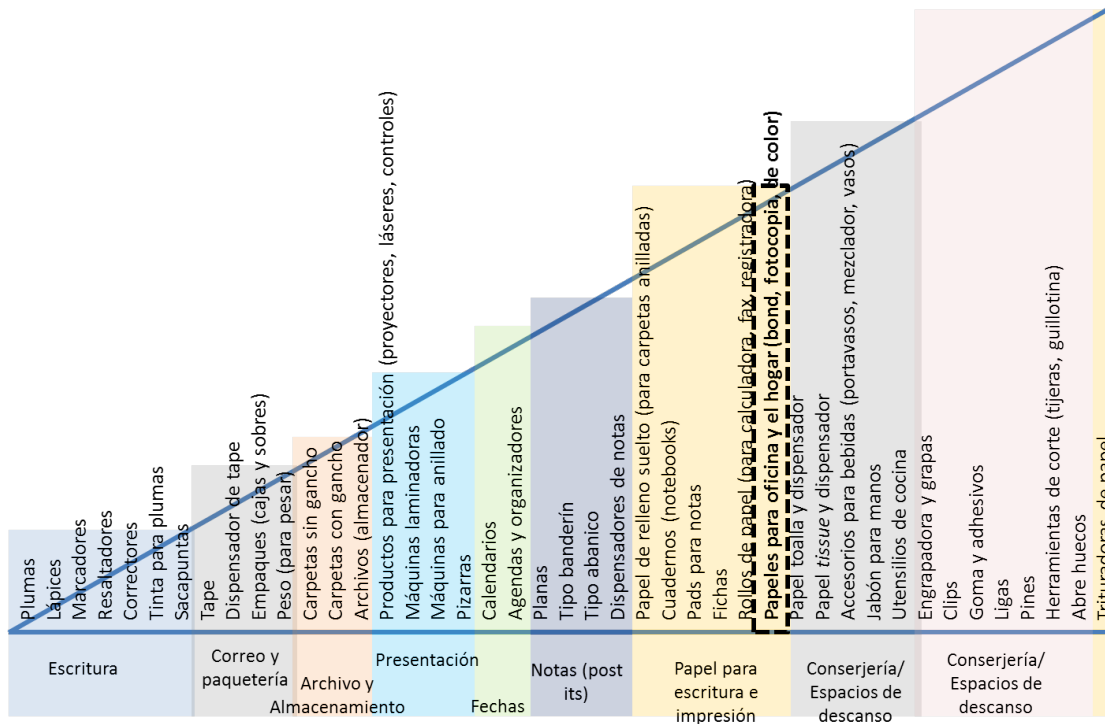 Plumas
Lápices
Marcadores
Resaltadores
Correctores
Tinta para plumas
Sacapuntas
Tape
Dispensador de tape
Empaques (cajas y sobres)
Peso (para pesar)
Carpetas sin gancho
Carpetas con gancho
Archivos (almacenador)
Productos para presentación (proyectores, láseres, controles)
Máquinas laminadoras
Máquinas para anillado
Pizarras
Calendarios
Agendas y organizadores
Planas
Tipo banderín
Tipo abanico
Dispensadores de notas
Papel de relleno suelto (para carpetas anilladas)
Cuadernos (notebooks)
Pads para notas
Fichas
Rollos de papel (para calculadora, fax, registradora)
Papeles para oficina y el hogar (bond, fotocopia, de color)
Papel toalla y dispensador
Papel tissue y dispensador
Accesorios para bebidas (portavasos, mezclador, vasos)
Jabón para manos
Utensilios de cocina
Engrapadora y grapas
Clips
Goma y adhesivos
Ligas
Pines
Herramientas de corte (tijeras, guillotina)
Abre huecos
Trituradoras de papel
Escritura
Correo y
paquetería
Archivo y
Almacenamiento
Presentación
Fechas
Notas (post
its)
Papel para
escritura e
impresión
Conserjería/
Espacios de
descanso
Conserjería/
Espacios de
descanso